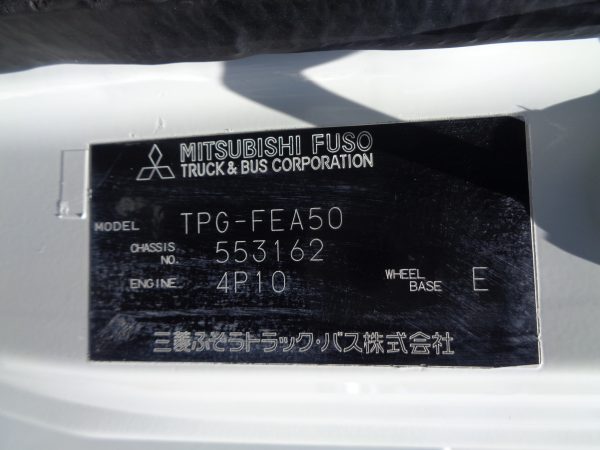 MITSUBISHI FUSO
TRUCK & BUS CORPORATION
MODEL TPG-FEA50
CHASSIS NO. 553162
ENGINE 4P10 WHEEL BASE E
三菱ふそうトラック・バス株式会社